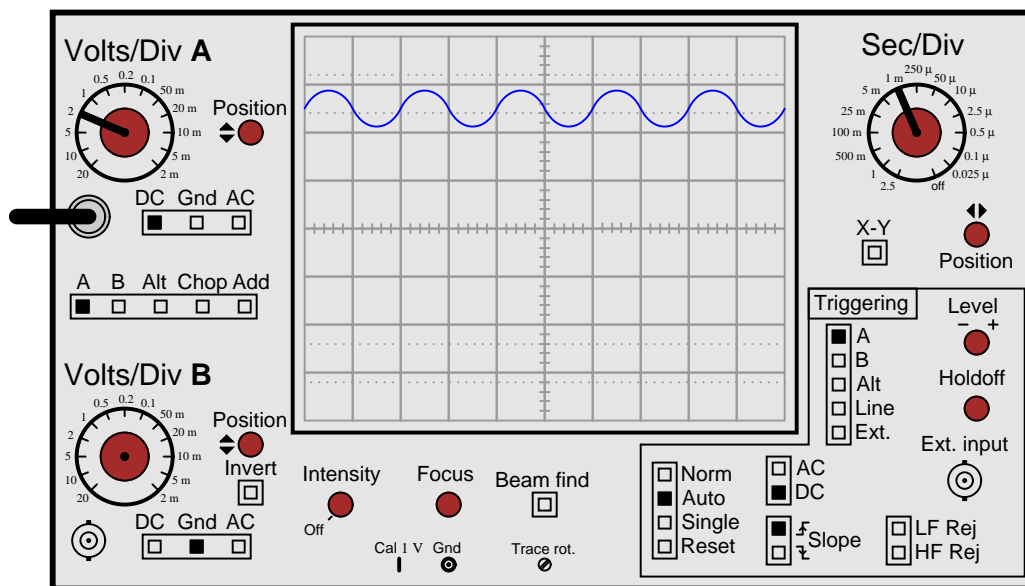 Volts/Div A
20
10
5
2
1
0.5
0.2
0.1
50 m
20 m
10 m
5 m
2 m
Position
DC Gnd AC
A B Alt Chop Add
Volts/Div B
20
10
5
2
1
0.5
0.2
0.1
50 m
20 m
10 m
5 m
2 m
Position
Invert
DC Gnd AC
Intensity
Off
Focus
Beam find
Cal 1 V Gnd
Trace rot.
Sec/Div
2.5
1
500 m
100 m
25 m
5 m
1 m
250 µ
50 µ
10 µ
2.5 µ
0.5 µ
0.1 µ
0.025 µ
off
X-Y
Position
Triggering
A
B
Alt
Line
Ext.
Level
− +
Holdoff
Ext. input
Norm
Auto
Single
Reset
AC
DC
Slope
LF Rej
HF Rej